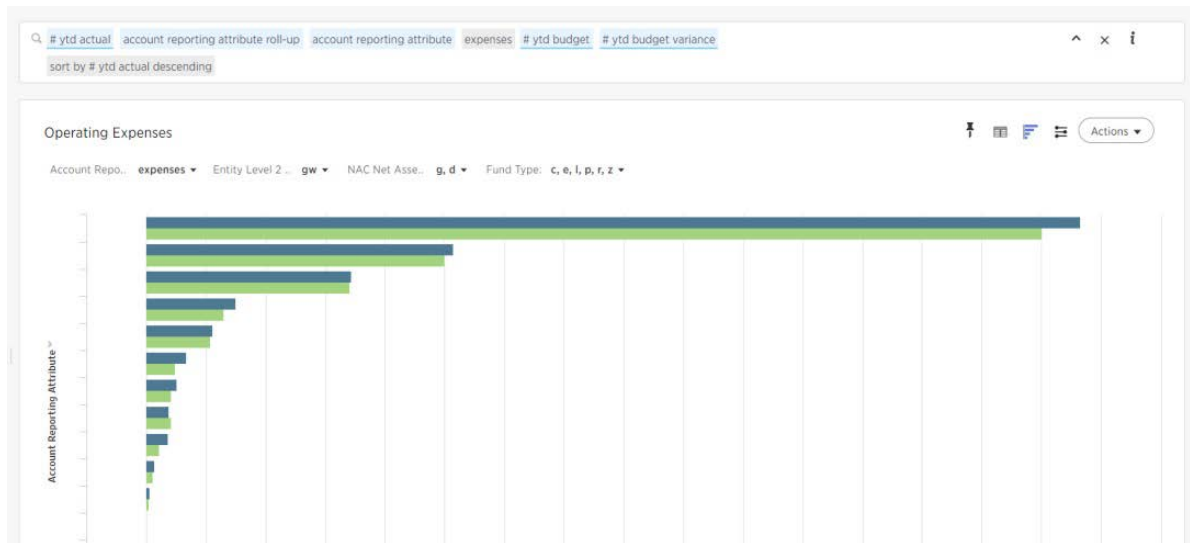 # ytd actual account reporting attribute roll-up account reporting attribute expenses # ytd budget # ytd budget variance
sort by # ytd actual descending
Operating Expenses
Actions
Account Repo.. expenses Entity Level 2 .. gw NAC Net Asse.. g, d Fund Type: c, e, l, p, r, z
Account Reporting Attribute